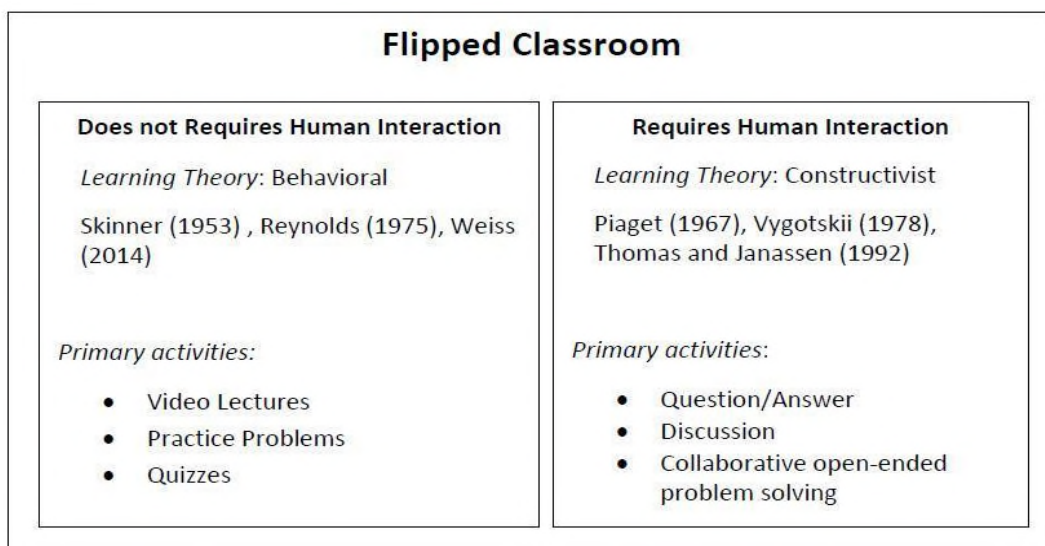 Flipped Classroom
Does not Requires Human Interaction
Learning Theory: Behavioral
Skinner (1953) , Reynolds (1975), Weiss
(2014)
Primary activities:
• Video Lectures
• Practice Problems
• Quizzes
Requires Human Interaction
Learning Theory: Constructivist
Piaget (1967), Vygotskii (1978),
Thomas and Janassen (1992)
Primary activities:
• Question/Answer
• Discussion
• Collaborative open-ended
problem solving